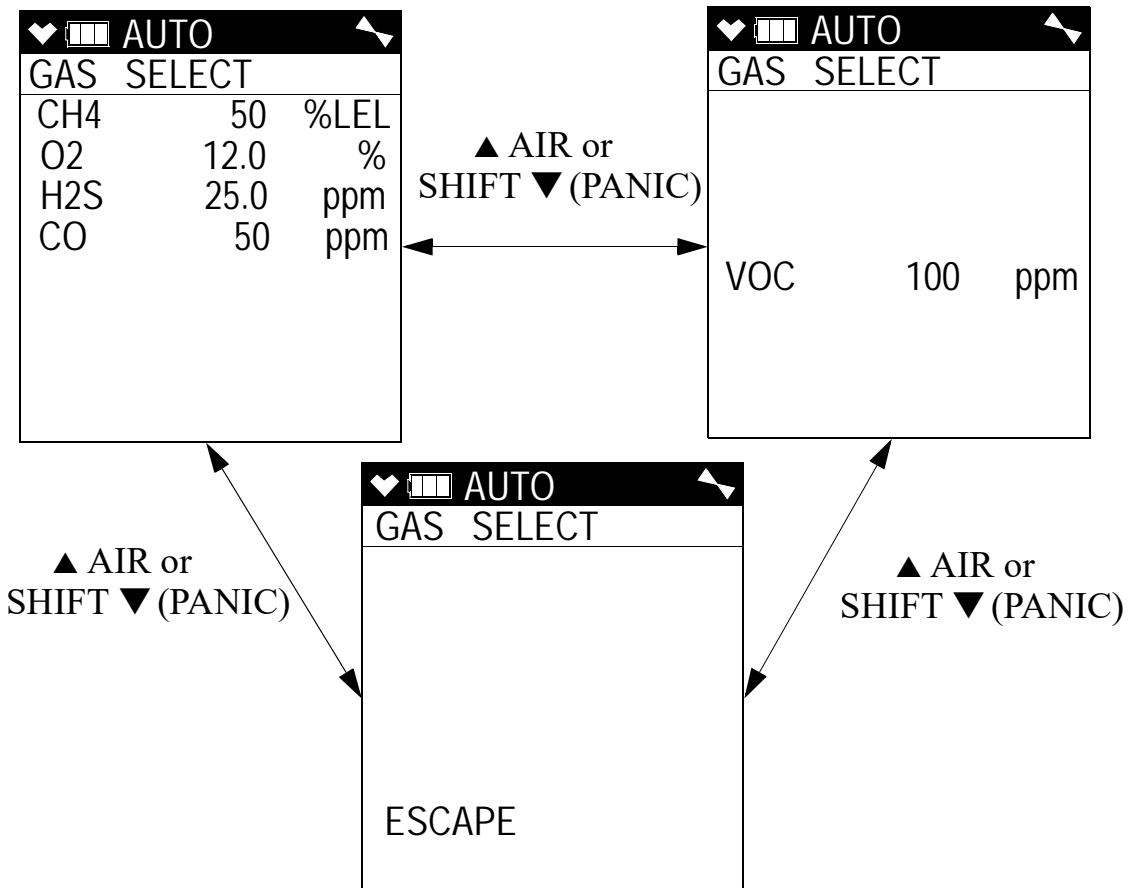 AUTO
GAS SELECT
CH4 50 %LEL
O2 12.0 %
H2S 25.0 ppm
CO 50 ppm
▲ AIR or
SHIFT ▼ (PANIC)
AUTO
GAS SELECT
VOC 100 ppm
▲ AIR or
SHIFT ▼ (PANIC)
AUTO
GAS SELECT
ESCAPE
▲ AIR or
SHIFT ▼ (PANIC)